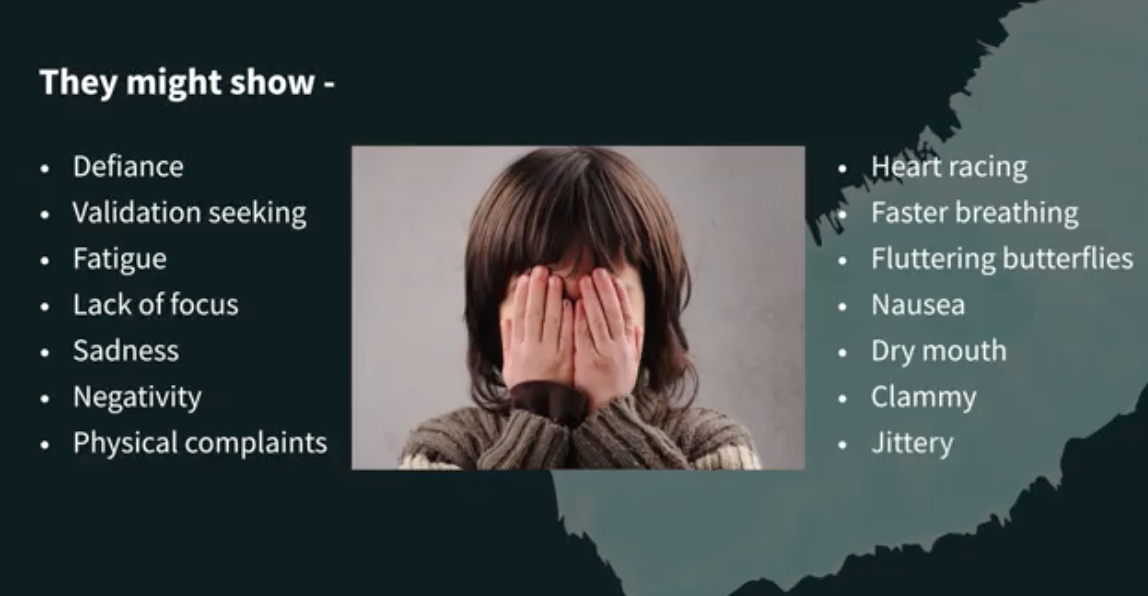 They might show -
• Defiance
• Validation seeking
• Fatigue
• Lack of focus
• Sadness
• Negativity
• Physical complaints
• Heart racing
• Faster breathing
• Fluttering butterflies
• Nausea
• Dry mouth
• Clammy
• Jittery